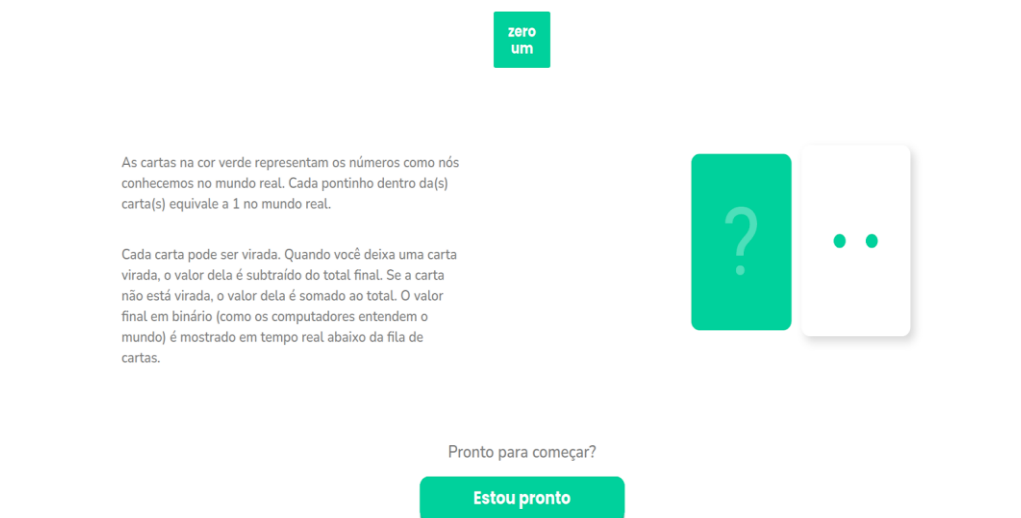 zero
um
As cartas na cor verde representam os números como nós
conhecemos no mundo real. Cada pontinho dentro da(s)
carta(s) equivale a 1 no mundo real.
Cada carta pode ser virada. Quando você deixa uma carta
virada, o valor dela é subtraído do total final. Se a carta
não está virada, o valor dela é somado ao total. O valor
final em binário (como os computadores entendem o
mundo) é mostrado em tempo real abaixo da fila de
cartas.
?
Pronto para começar?
Estou pronto